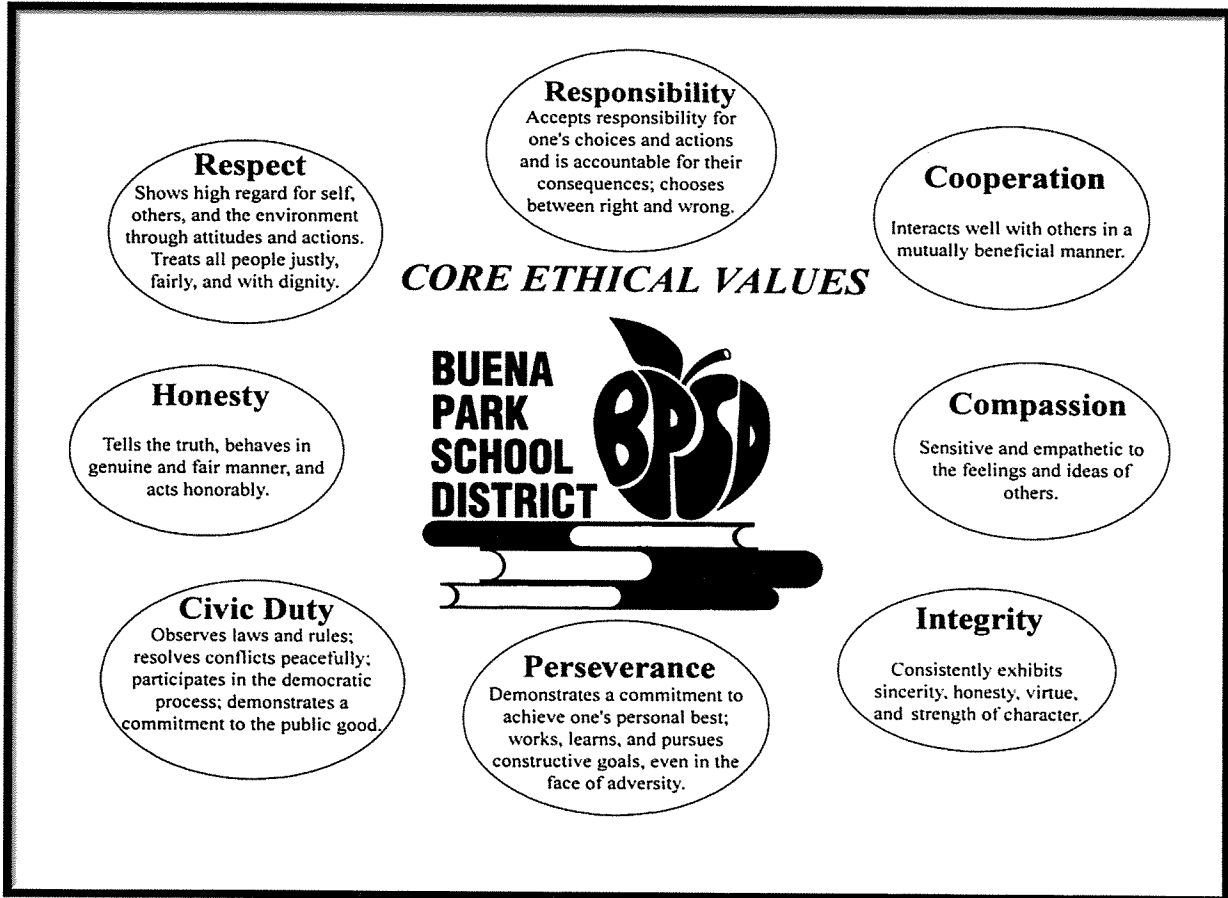 Responsibility
Accepts responsibility for
one's choices and actions
and is accountable for their
consequences; chooses
between right and wrong.
Respect
Shows high regard for self,
others, and the environment
through attitudes and actions.
Treats all people justly,
fairly, and with dignity.
Cooperation
Interacts well with others in a
mutually beneficial manner.
CORE ETHICAL VALUES
BUENA
PARK
SCHOOL
DISTRICT
BPSD
Honesty
Tells the truth, behaves in
genuine and fair manner, and
acts honorably.
Compassion
Sensitive and empathetic to
the feelings and ideas of
others.
Civic Duty
Observes laws and rules;
resolves conflicts peacefully;
participates in the democratic
process; demonstrates a
commitment to the public good.
Perseverance
Demonstrates a commitment to
achieve one's personal best;
works, learns, and pursues
constructive goals, even in the
face of adversity.
Integrity
Consistently exhibits
sincerity, honesty, virtue,
and strength of character.